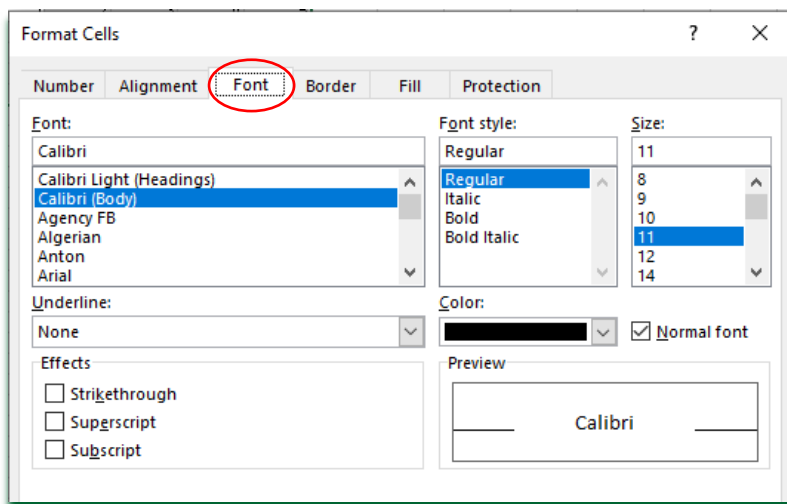 Format Cells ? ×
Number Alignment Font Border Fill Protection
Font: Font style: Size:
Calibri Regular 11
Calibri Light (Headings) Regular 8
Calibri (Body) Italic 9
Agency FB Bold 10
Algerian Bold Italic 11
Anton 12
Arial 14
Underline: Color:
None Normal font
Effects Preview
Strikethrough
Superscript Calibri
Subscript